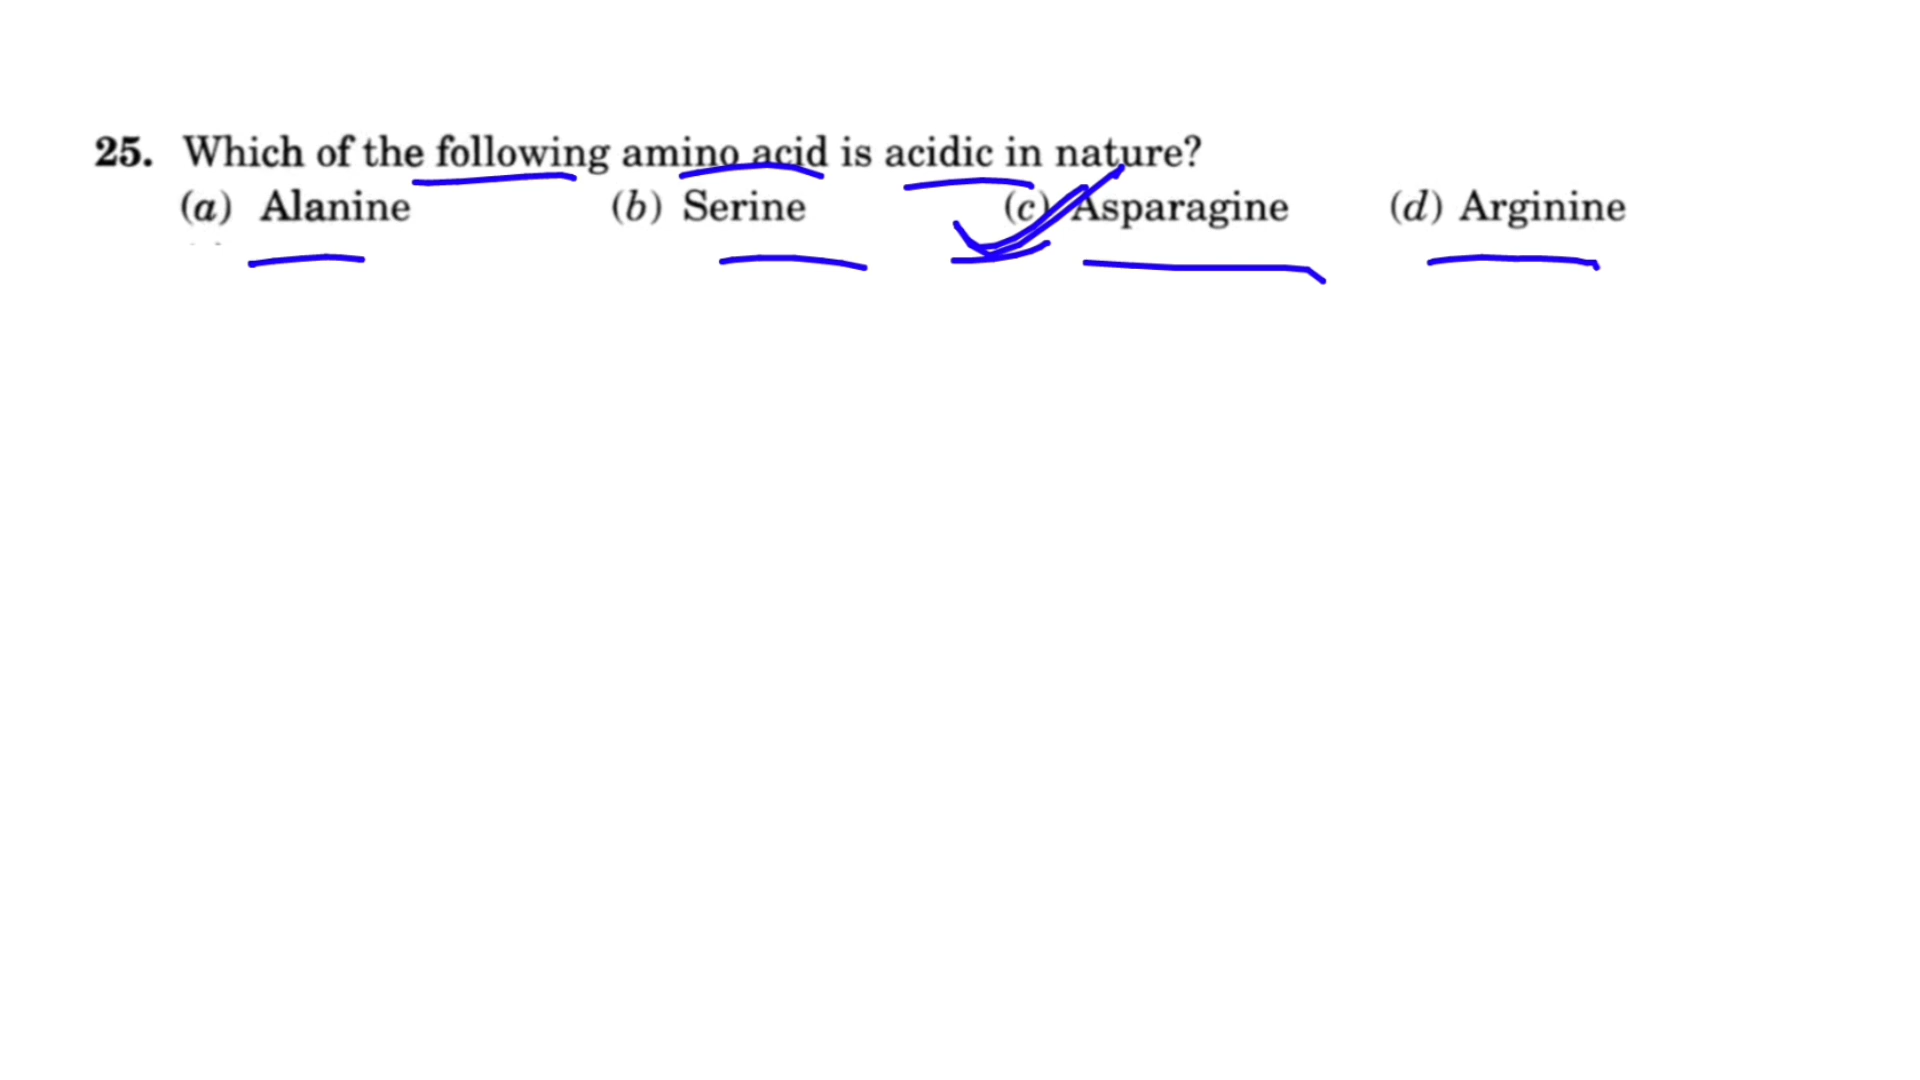 25. Which of the following amino acid is acidic in nature?
(a) Alanine (b) Serine (c) Asparagine (d) Arginine